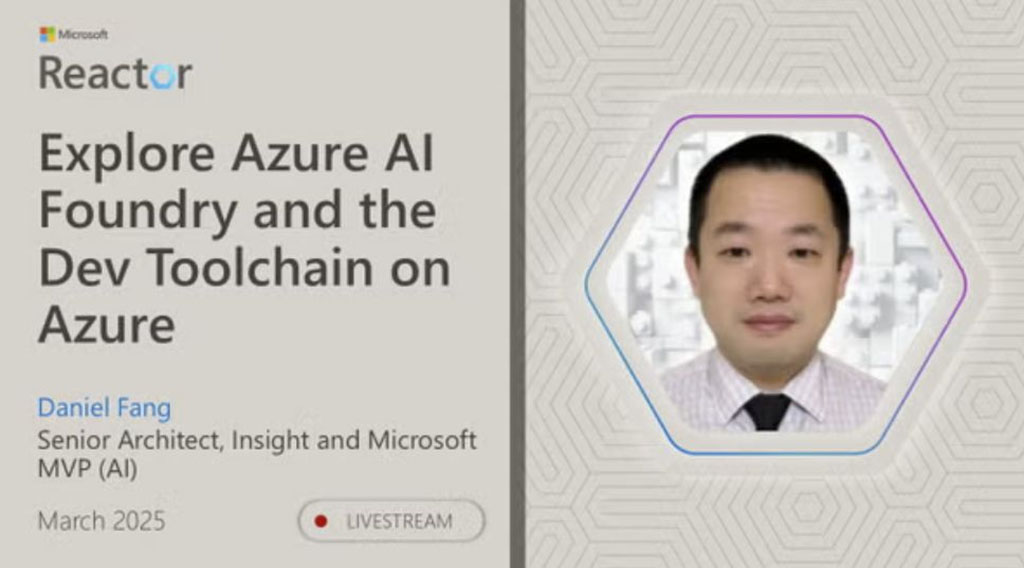 Microsoft
Reactor
Explore Azure AI
Foundry and the
Dev Toolchain on
Azure
Daniel Fang
Senior Architect, Insight and Microsoft
MVP (AI)
March 2025
LIVESTREAM